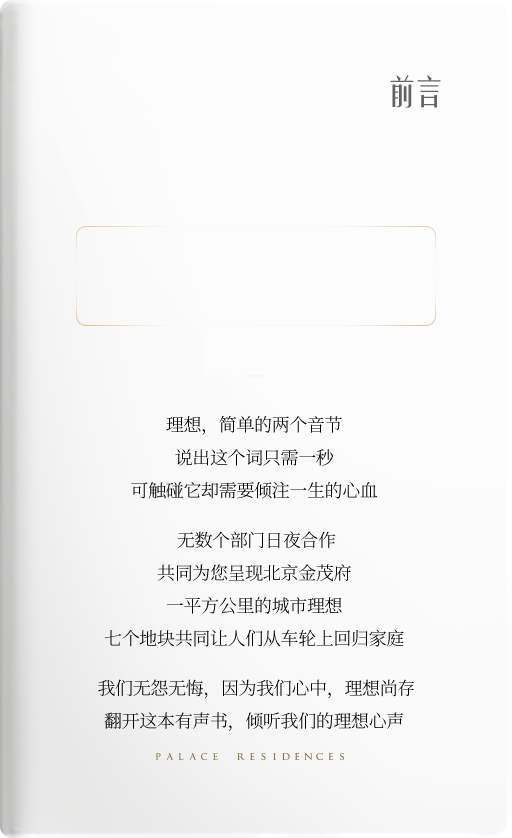 前言
理想，简单的两个音节
说出这个词只需一秒
可触碰它却需要倾注一生的心血
无数个部门日夜合作
共同为您呈现北京金茂府
一平方公里的城市理想
七个地块共同让人们从车轮上回归家庭
我们无怨无悔，因为我们心中，理想尚存
翻开这本有声书，倾听我们的理想心声
PALACE RESIDENCES